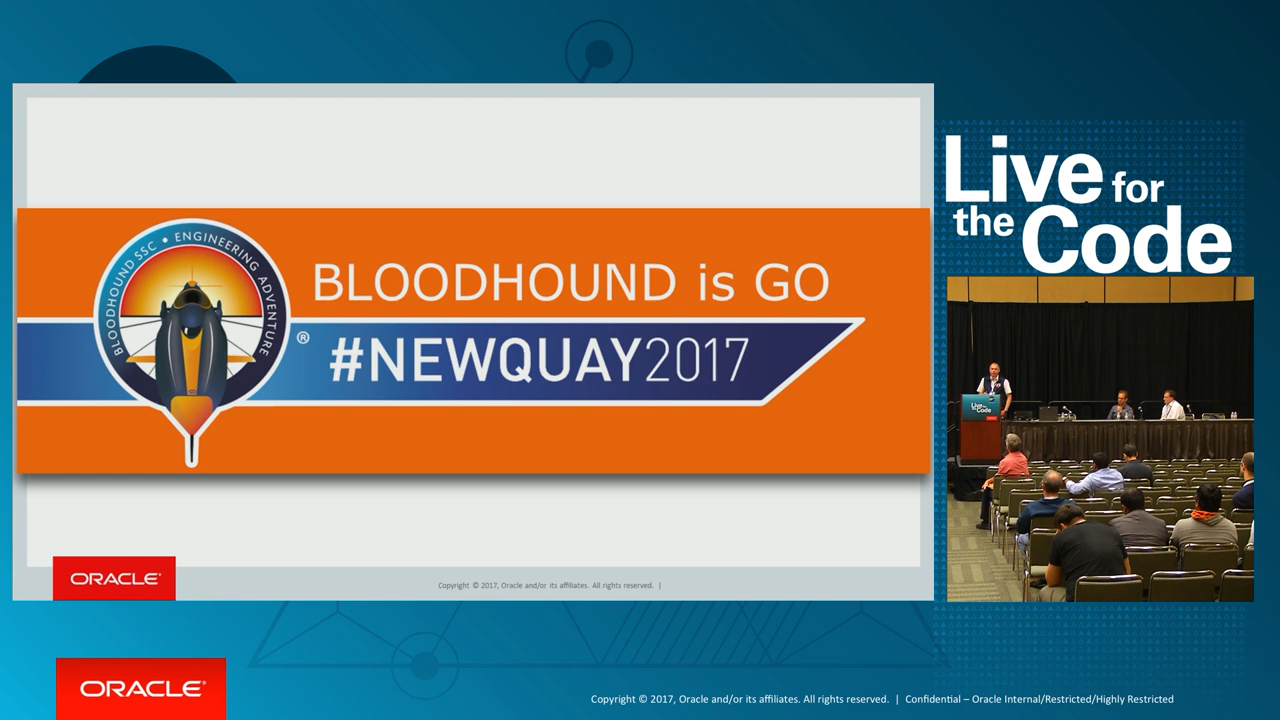 BLOODHOUND SSC • ENGINEERING ADVENTURE
®
BLOODHOUND is GO
#NEWQUAY2017
ORACLE®
Copyright © 2017, Oracle and/or its affiliates. All rights reserved. |
Live for
the Code
Live for
the Code
ORACLE®
Copyright © 2017, Oracle and/or its affiliates. All rights reserved. | Confidential – Oracle Internal/Restricted/Highly Restricted